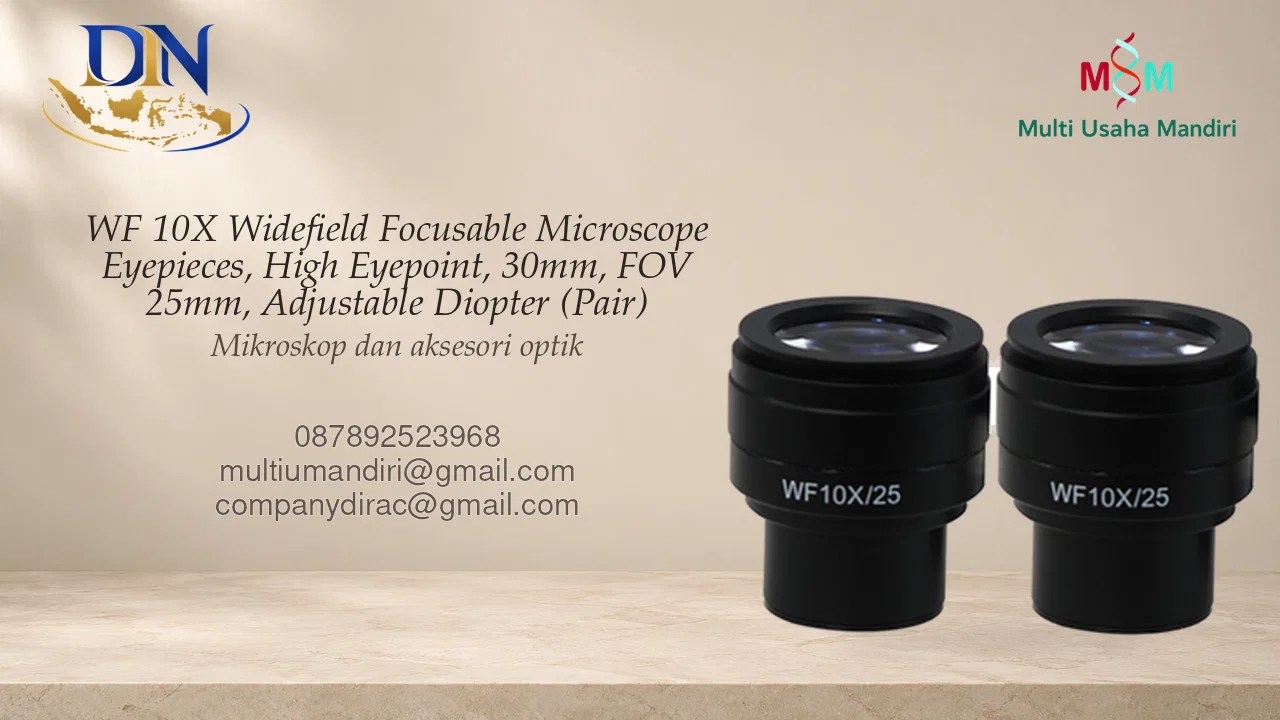 DN
M M
Multi Usaha Mandiri
WF 10X Widefield Focusable Microscope
Eyepieces, High Eyepoint, 30mm, FOV
25mm, Adjustable Diopter (Pair)
Mikroskop dan aksesori optik
087892523968
multiumandiri@gmail.com
companydirac@gmail.com
WF10X/25
WF10X/25